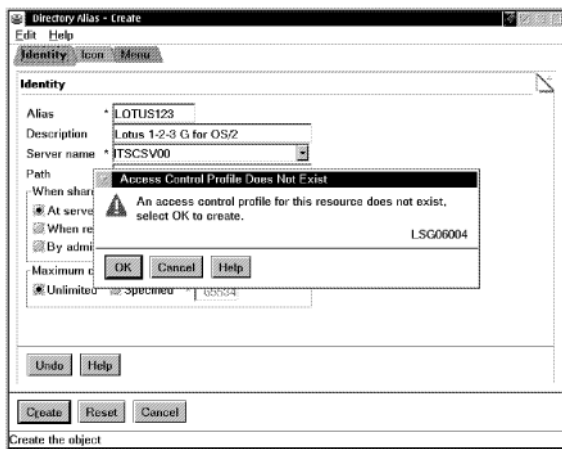 Directory Alias - Create
Edit Help
Identity Icon Menu
Identity
Alias * LOTUS123
Description Lotus 1-2-3 G for OS/2
Server name * ITSCSV00
Path
Access Control Profile Does Not Exist
When shar
An access control profile for this resource does not exist,
At serve
select OK to create.
When re
LSG06004
By admi
OK Cancel Help
Maximum c
Unlimited Specified * 65534
Undo Help
Create Reset Cancel
Create the object